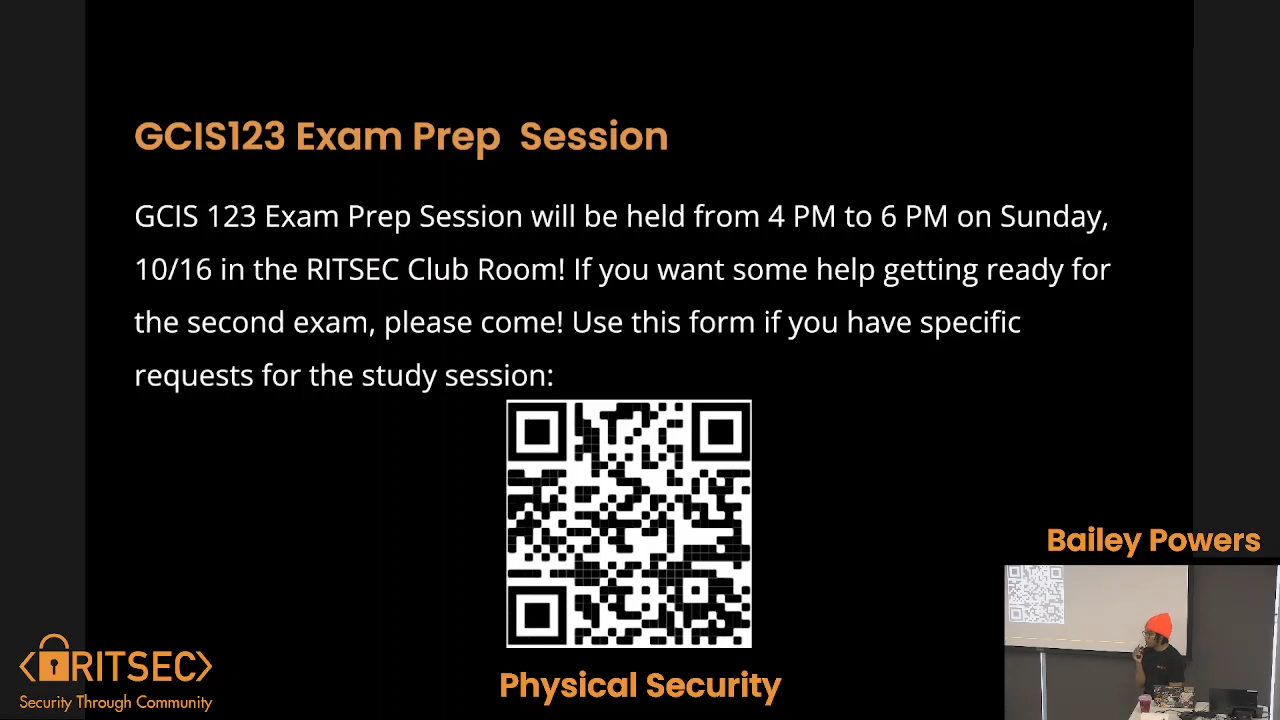 GCIS123 Exam Prep  Session
GCIS 123 Exam Prep Session will be held from 4 PM to 6 PM on Sunday,
10/16 in the RITSEC Club Room! If you want some help getting ready for
the second exam, please come! Use this form if you have specific
requests for the study session:
Bailey Powers
RITSEC
Security Through Community
Physical Security